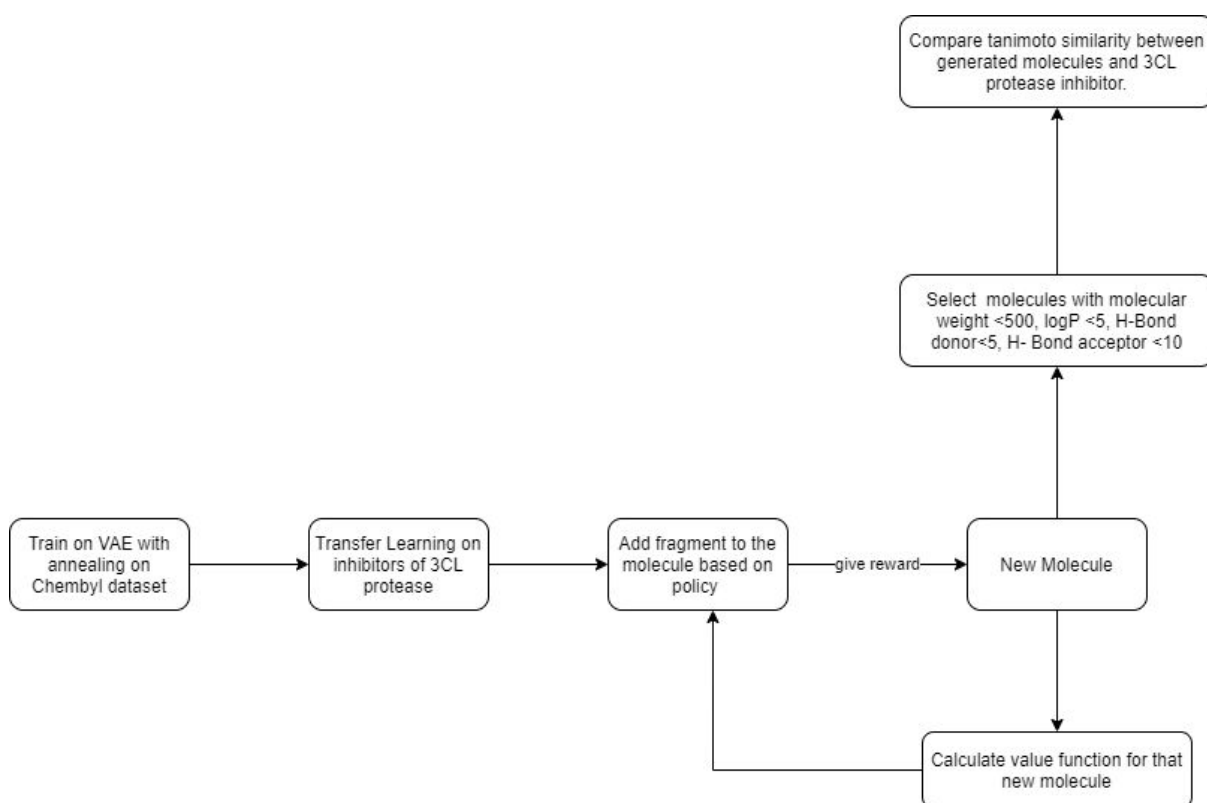 Compare tanimoto similarity between
generated molecules and 3CL
protease inhibitor.
Select molecules with molecular
weight <500, logP <5, H-Bond
donor<5, H- Bond acceptor <10
Train on VAE with
annealing on
Chembyl dataset
Transfer Learning on
inhibitors of 3CL
protease
Add fragment to the
molecule based on
policy
give reward
New Molecule
Calculate value function for that
new molecule